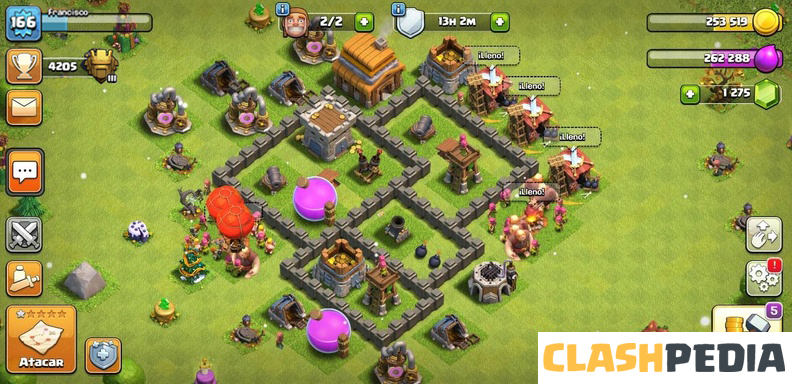 166
francisco
2/2
13H 2M
253 519
4205
III
262 288
1 275
¡Lleno!
¡Lleno!
¡Lleno!
¡Lleno!
!
5
Atacar
CLASHPEDIA